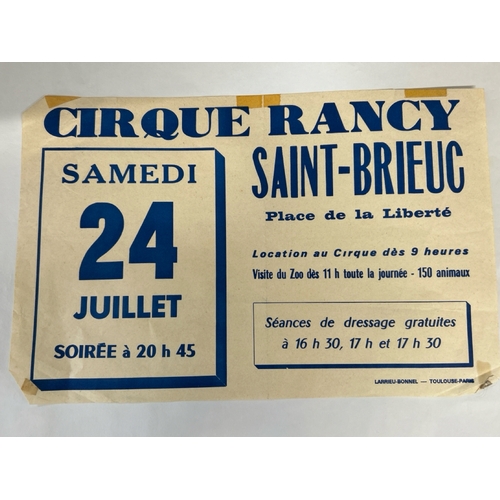 CIRQUE RANCY
SAMEDI
24
JUILLET
SOIRÉE à 20 h 45
SAINT-BRIEUC
Place de la Liberté
Location au Cirque dès 9 heures
Visite du Zoo dès 11 h toute la journée - 150 animaux
Séances de dressage gratuites
à 16 h 30, 17 h et 17 h 30
LARRIEU-BONNEL — TOULOUSE-PARIS